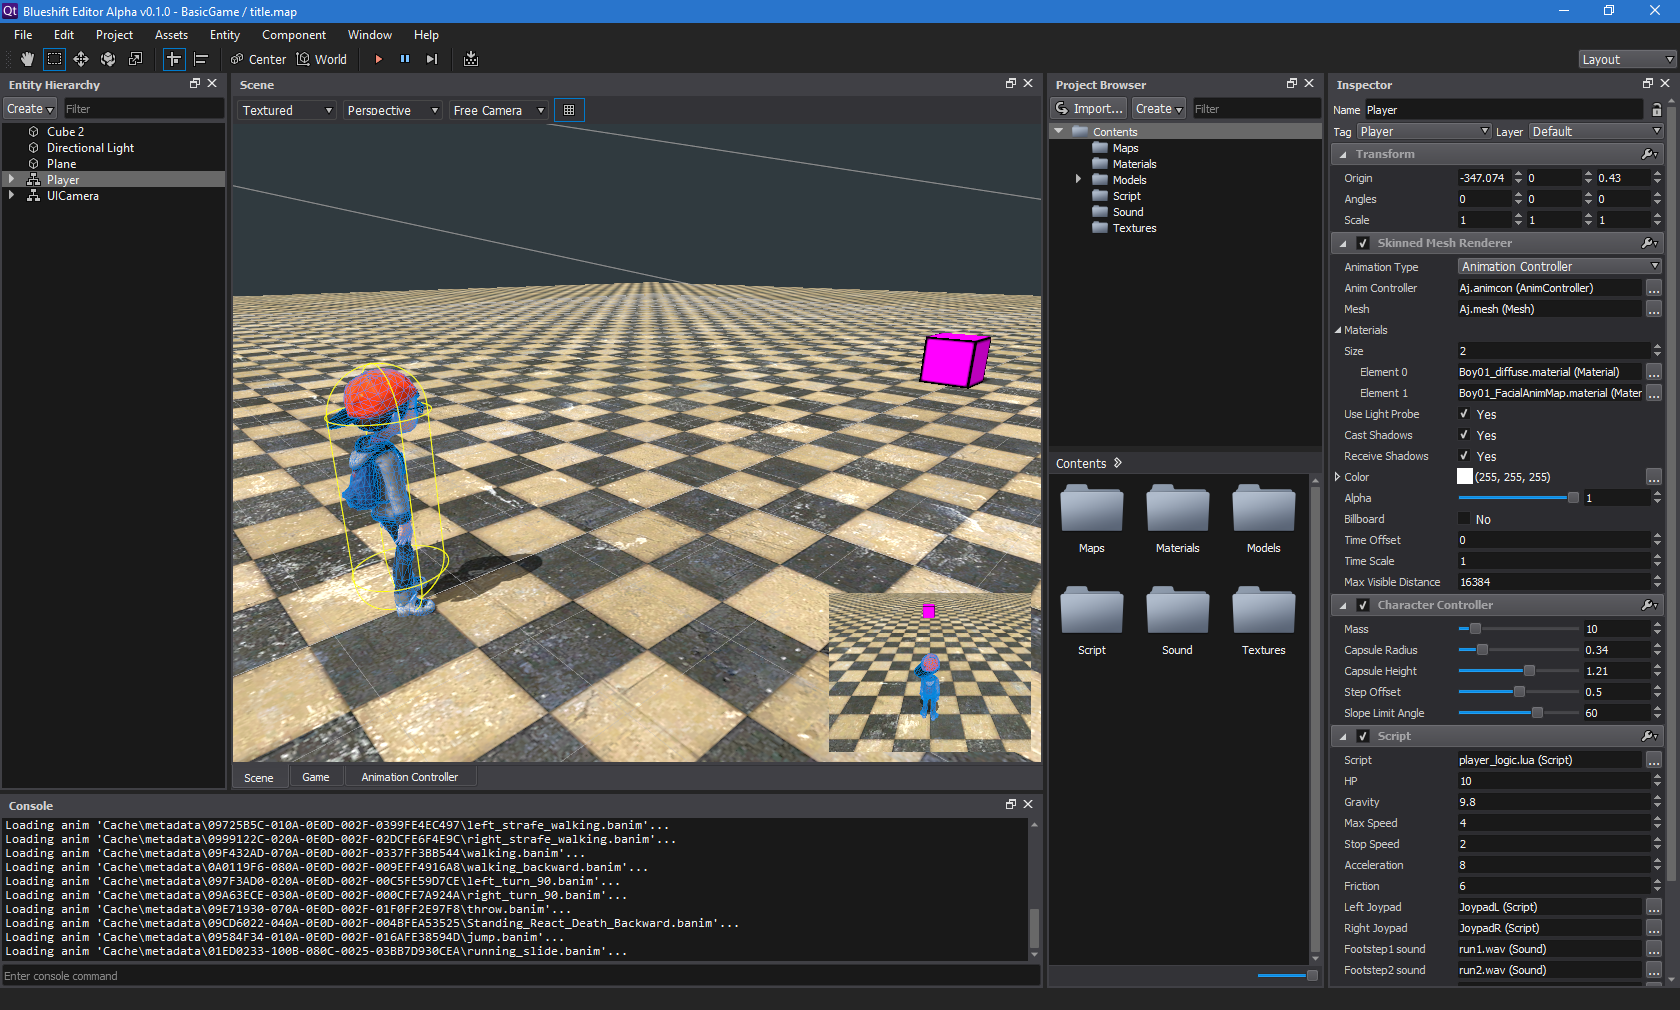 Qt Blueshift Editor Alpha v0.1.0 - BasicGame / title.map
File Edit Project Assets Entity Component Window Help
Center World Layout
Entity Hierarchy
Create Filter
Cube 2
Directional Light
Plane
Player
UICamera
Scene
Textured Perspective Free Camera
Scene Game Animation Controller
Console
Loading anim 'Cache\metadata\09725B5C-010A-0E0D-002F-0399FE4EC497\left_strafe_walking.banim'...
Loading anim 'Cache\metadata\0999122C-020A-0E0D-002F-02DCFE6F4E9C\right_strafe_walking.banim'...
Loading anim 'Cache\metadata\09F432AD-070A-0E0D-002F-0337FF3BB544\walking.banim'...
Loading anim 'Cache\metadata\0A0119F6-080A-0E0D-002F-009EFF4916A8\walking_backward.banim'...
Loading anim 'Cache\metadata\097F3AD0-020A-0E0D-002F-00C5FE59D7CE\left_turn_90.banim'...
Loading anim 'Cache\metadata\09A63ECE-030A-0E0D-002F-000CFE7A924A\right_turn_90.banim'...
Loading anim 'Cache\metadata\09E71930-070A-0E0D-002F-01F0FF2E97F8\throw.banim'...
Loading anim 'Cache\metadata\09CD6022-040A-0E0D-002F-004BFEA53525\Standing_React_Death_Backward.banim'...
Loading anim 'Cache\metadata\09584F34-010A-0E0D-002F-016AFE38594D\jump.banim'...
Loading anim 'Cache\metadata\01ED0233-100B-080C-0025-03BB7D930CEA\running_slide.banim'...
Enter console command
Project Browser
Import... Create Filter
Contents
Maps
Materials
Models
Script
Sound
Textures
Contents
Maps Materials Models
Script Sound Textures
Inspector
Name Player
Tag Player Layer Default
Transform
Origin -347.074 0 0.43
Angles 0 0 0
Scale 1 1 1
Skinned Mesh Renderer
Animation Type Animation Controller
Anim Controller Aj.animcon (AnimController) ...
Mesh Aj.mesh (Mesh) ...
Materials
Size 2
Element 0 Boy01_diffuse.material (Material) ...
Element 1 Boy01_FacialAnimMap.material (Mater ...
Use Light Probe Yes
Cast Shadows Yes
Receive Shadows Yes
Color (255, 255, 255) ...
Alpha 1
Billboard No
Time Offset 0
Time Scale 1
Max Visible Distance 16384
Character Controller
Mass 10
Capsule Radius 0.34
Capsule Height 1.21
Step Offset 0.5
Slope Limit Angle 60
Script
Script player_logic.lua (Script) ...
HP 10
Gravity 9.8
Max Speed 4
Stop Speed 2
Acceleration 8
Friction 6
Left Joypad JoypadL (Script) ...
Right Joypad JoypadR (Script) ...
Footstep1 sound run1.wav (Sound) ...
Footstep2 sound run2.wav (Sound) ...